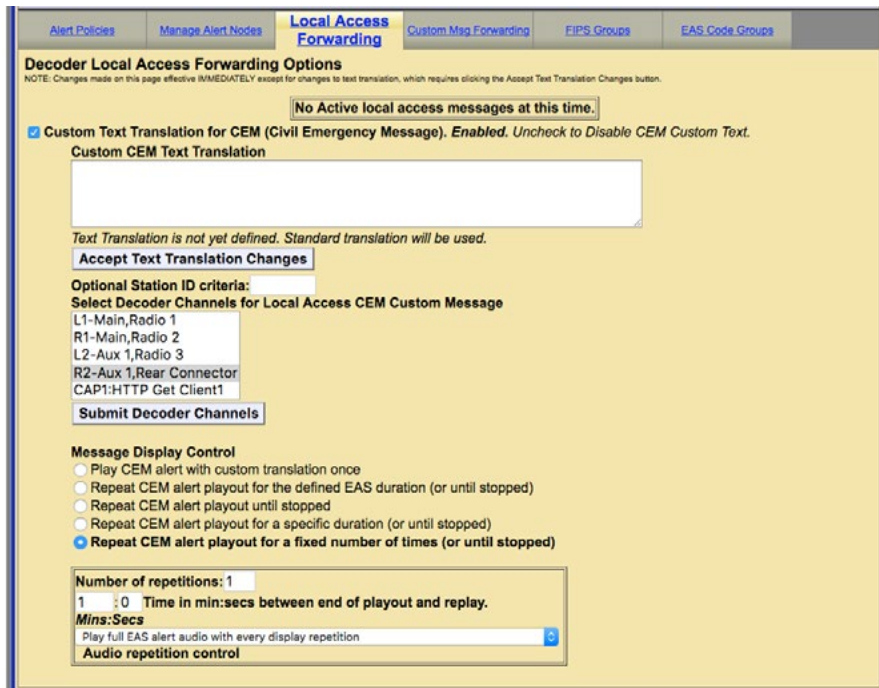 Alert Policies Manage Alert Nodes Local Access Forwarding Custom Msg Forwarding FIPS Groups EAS Code Groups
Decoder Local Access Forwarding Options
NOTE: Changes made on this page effective IMMEDIATELY except for changes to text translation, which requires clicking the Accept Text Translation Changes button.
No Active local access messages at this time.
Custom Text Translation for CEM (Civil Emergency Message). Enabled. Uncheck to Disable CEM Custom Text.
Custom CEM Text Translation
Text Translation is not yet defined. Standard translation will be used.
Accept Text Translation Changes
Optional Station ID criteria:
Select Decoder Channels for Local Access CEM Custom Message
L1-Main,Radio 1
R1-Main,Radio 2
L2-Aux 1,Radio 3
R2-Aux 1,Rear Connector
CAP1:HTTP Get Client1
Submit Decoder Channels
Message Display Control
Play CEM alert with custom translation once
Repeat CEM alert playout for the defined EAS duration (or until stopped)
Repeat CEM alert playout until stopped
Repeat CEM alert playout for a specific duration (or until stopped)
Repeat CEM alert playout for a fixed number of times (or until stopped)
Number of repetitions: 1
1 :0 Time in min:secs between end of playout and replay.
Mins:Secs
Play full EAS alert audio with every display repetition
Audio repetition control